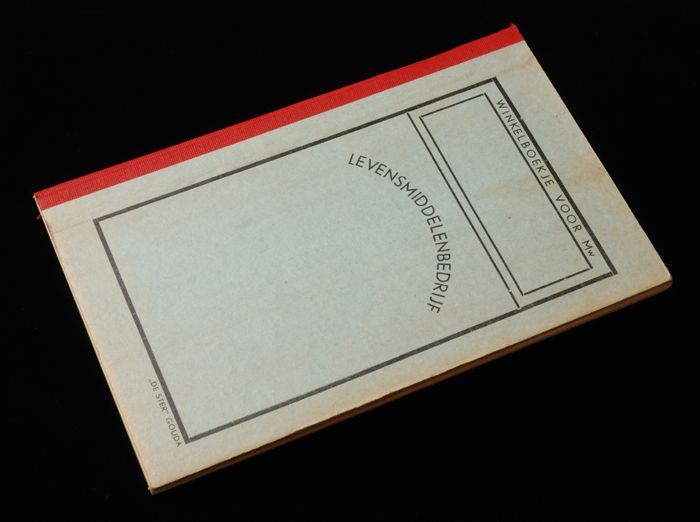 WINKELBOEKJE VOOR MW
LEVENSMIDDELENBEDRIJF
„DE STER” GOUDA